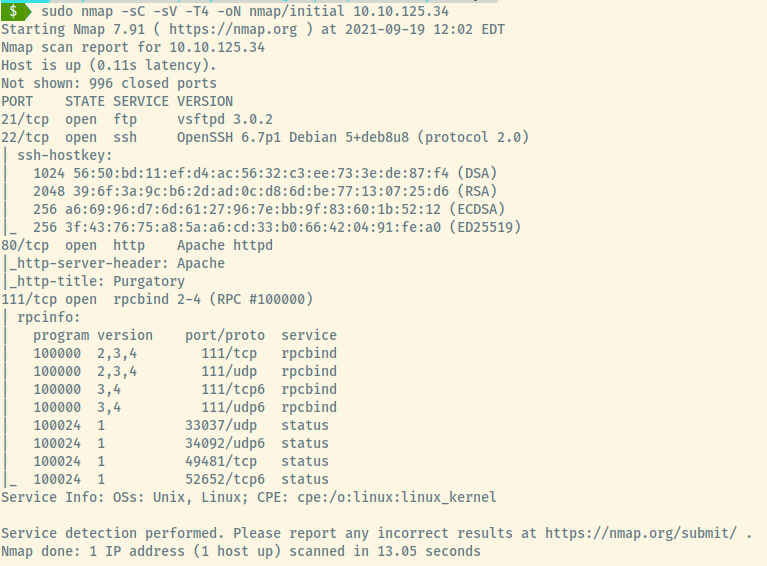 $ sudo nmap -sC -sV -T4 -oN nmap/initial 10.10.125.34
Starting Nmap 7.91 ( https://nmap.org ) at 2021-09-19 12:02 EDT
Nmap scan report for 10.10.125.34
Host is up (0.11s latency).
Not shown: 996 closed ports
PORT    STATE SERVICE VERSION
21/tcp  open  ftp     vsftpd 3.0.2
22/tcp  open  ssh     OpenSSH 6.7p1 Debian 5+deb8u8 (protocol 2.0)
| ssh-hostkey:
|   1024 56:50:bd:11:ef:d4:ac:56:32:c3:ee:73:3e:de:87:f4 (DSA)
|   2048 39:6f:3a:9c:b6:2d:ad:0c:d8:6d:be:77:13:07:25:d6 (RSA)
|   256 a6:69:96:d7:6d:61:27:96:7e:bb:9f:83:60:1b:52:12 (ECDSA)
|_  256 3f:43:76:75:a8:5a:a6:cd:33:b0:66:42:04:91:fe:a0 (ED25519)
80/tcp  open  http    Apache httpd
|_http-server-header: Apache
|_http-title: Purgatory
111/tcp open  rpcbind 2-4 (RPC #100000)
| rpcinfo:
|   program version    port/proto  service
|   100000  2,3,4        111/tcp   rpcbind
|   100000  2,3,4        111/udp   rpcbind
|   100000  3,4          111/tcp6  rpcbind
|   100000  3,4          111/udp6  rpcbind
|   100024  1          33037/udp   status
|   100024  1          34092/udp6  status
|   100024  1          49481/tcp   status
|_  100024  1          52652/tcp6  status
Service Info: OSs: Unix, Linux; CPE: cpe:/o:linux:linux_kernel

Service detection performed. Please report any incorrect results at https://nmap.org/submit/ .
Nmap done: 1 IP address (1 host up) scanned in 13.05 seconds